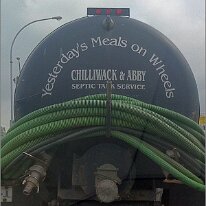 Yesterday's Meals on Wheels
CHILLIWACK & ABBY
SEPTIC TANK SERVICE